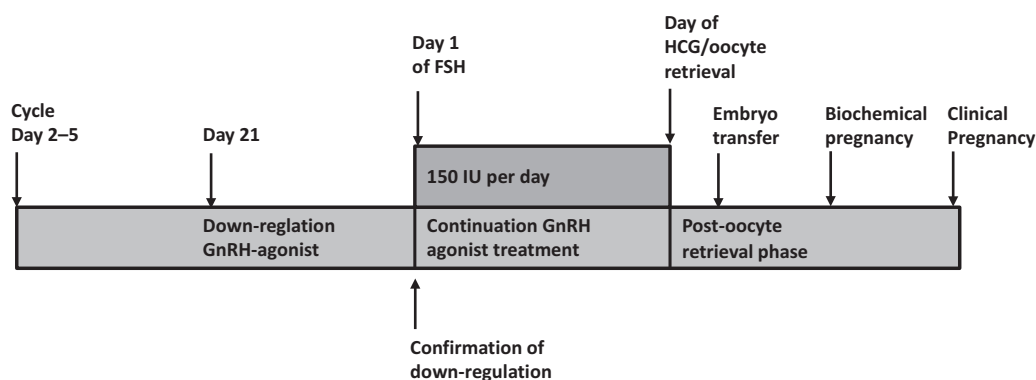 Day 1
of FSH
Day of
HCG/oocyte
retrieval
Cycle
Day 2–5
Day 21
Embryo
transfer
Biochemical
pregnancy
Clinical
Pregnancy
150 IU per day
Down-reglation
GnRH-agonist
Continuation GnRH
agonist treatment
Post-oocyte
retrieval phase
Confirmation of
down-regulation